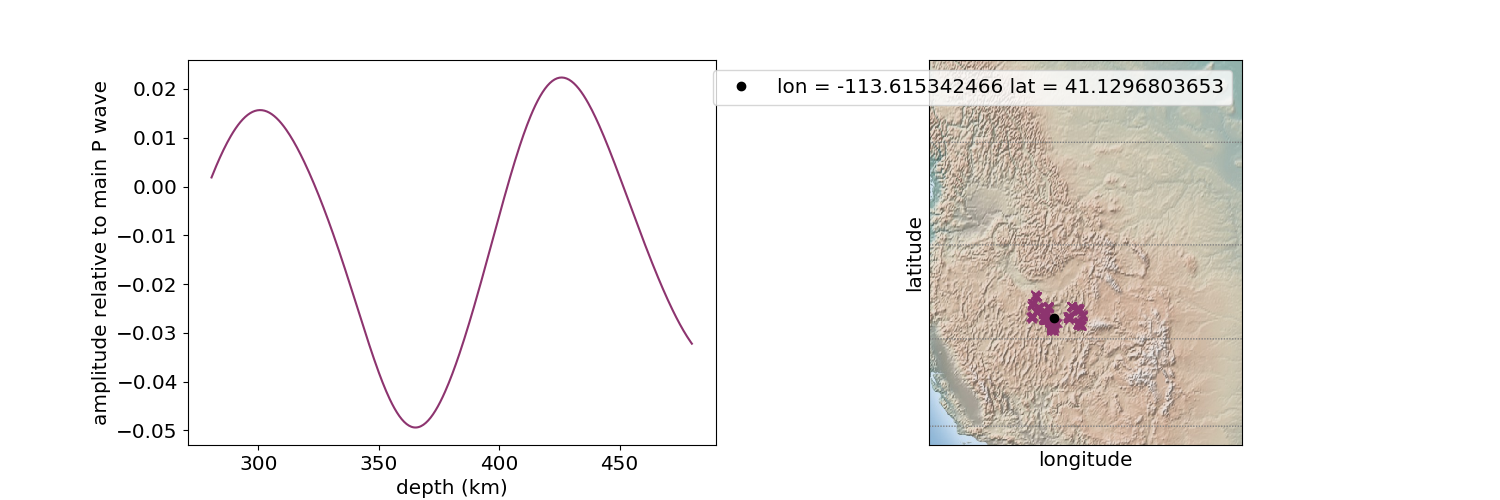 amplitude relative to main P wave
0.02
0.01
0.00
−0.01
−0.02
−0.03
−0.04
−0.05
300
350
400
450
depth (km)
lon = -113.615342466 lat = 41.1296803653
latitude
longitude